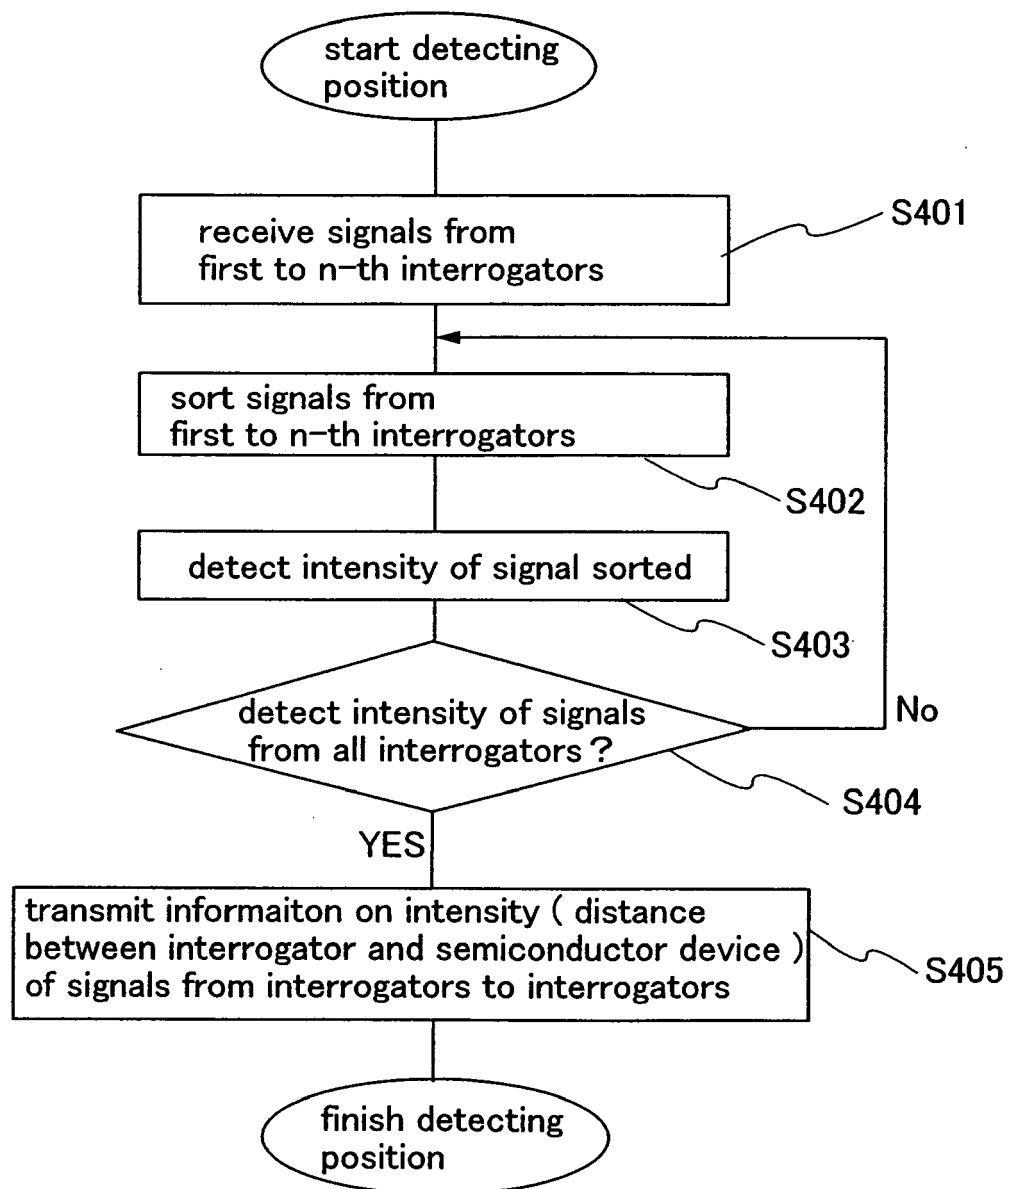 start detecting
position
S401
receive signals from
first to n-th interrogators
sort signals from
first to n-th interrogators
S402
detect intensity of signal sorted
S403
No
detect intensity of signals
from all interrogators?
S404
YES
transmit informaiton on intensity ( distance
between interrogator and semiconductor device )
of signals from interrogators to interrogators
S405
finish detecting
position